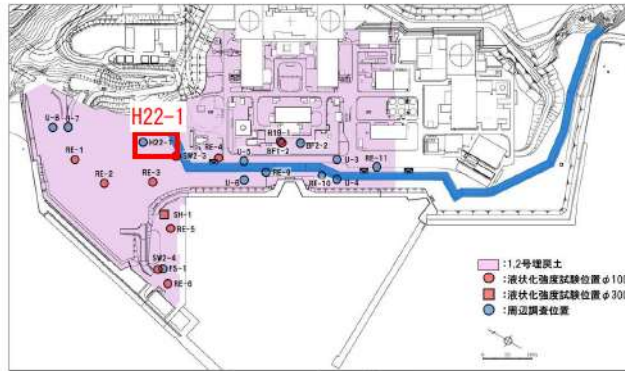 H22-1
U-8
U-7
H22-1
RE-1
SW2-3
RE-4
U-5
H19-1
BF1-2
BF2-2
U-3
RE-11
RE-2
RE-3
U-6
RE-9
RE-10
U-4
SH-1
RE-5
SW2-4
FS-1
RE-6
:1,2号埋戻土
:液状化強度試験位置φ100
:液状化強度試験位置φ300
:周辺調査位置